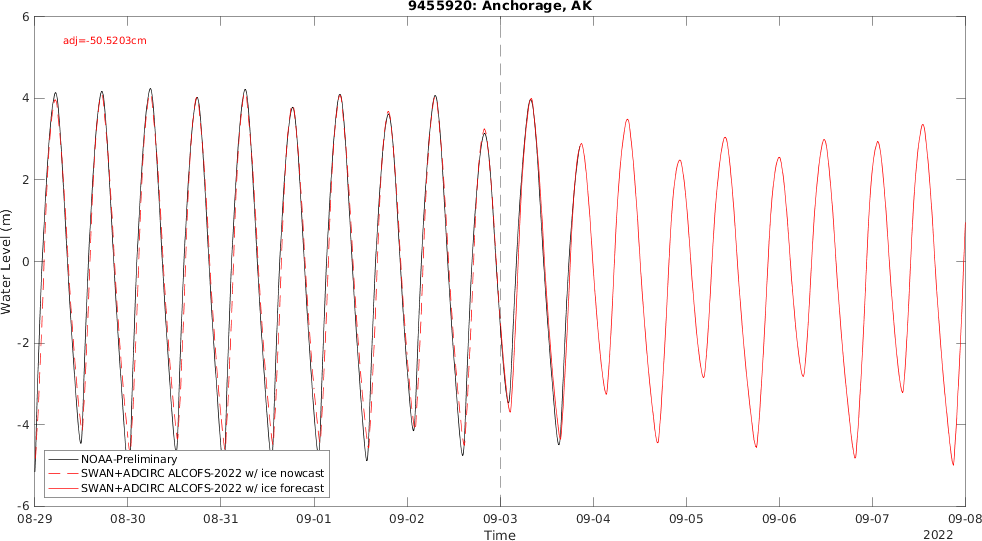 9455920: Anchorage, AK
adj=-50.5203cm
6
4
2
0
-2
-4
-6
Water Level (m)
NOAA-Preliminary
SWAN+ADCIRC ALCOFS-2022 w/ ice nowcast
SWAN+ADCIRC ALCOFS-2022 w/ ice forecast
08-29 08-30 08-31 09-01 09-02 09-03 09-04 09-05 09-06 09-07 09-08
Time
2022